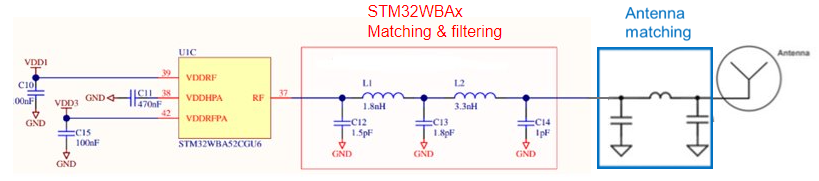 STM32WBAx
Matching & filtering
Antenna
matching
U1C
VDD1
VDD3
C10
00nF
GND
C15
100nF
GND
GND
C11
470nF
39
38
42
VDDRF
VDDHPA
VDDRFPA
RF
37
STM32WBA52CGU6
L1
1.8nH
L2
3.3nH
C12
1.5pF
GND
C13
1.8pF
GND
C14
1pF
GND
Antenna